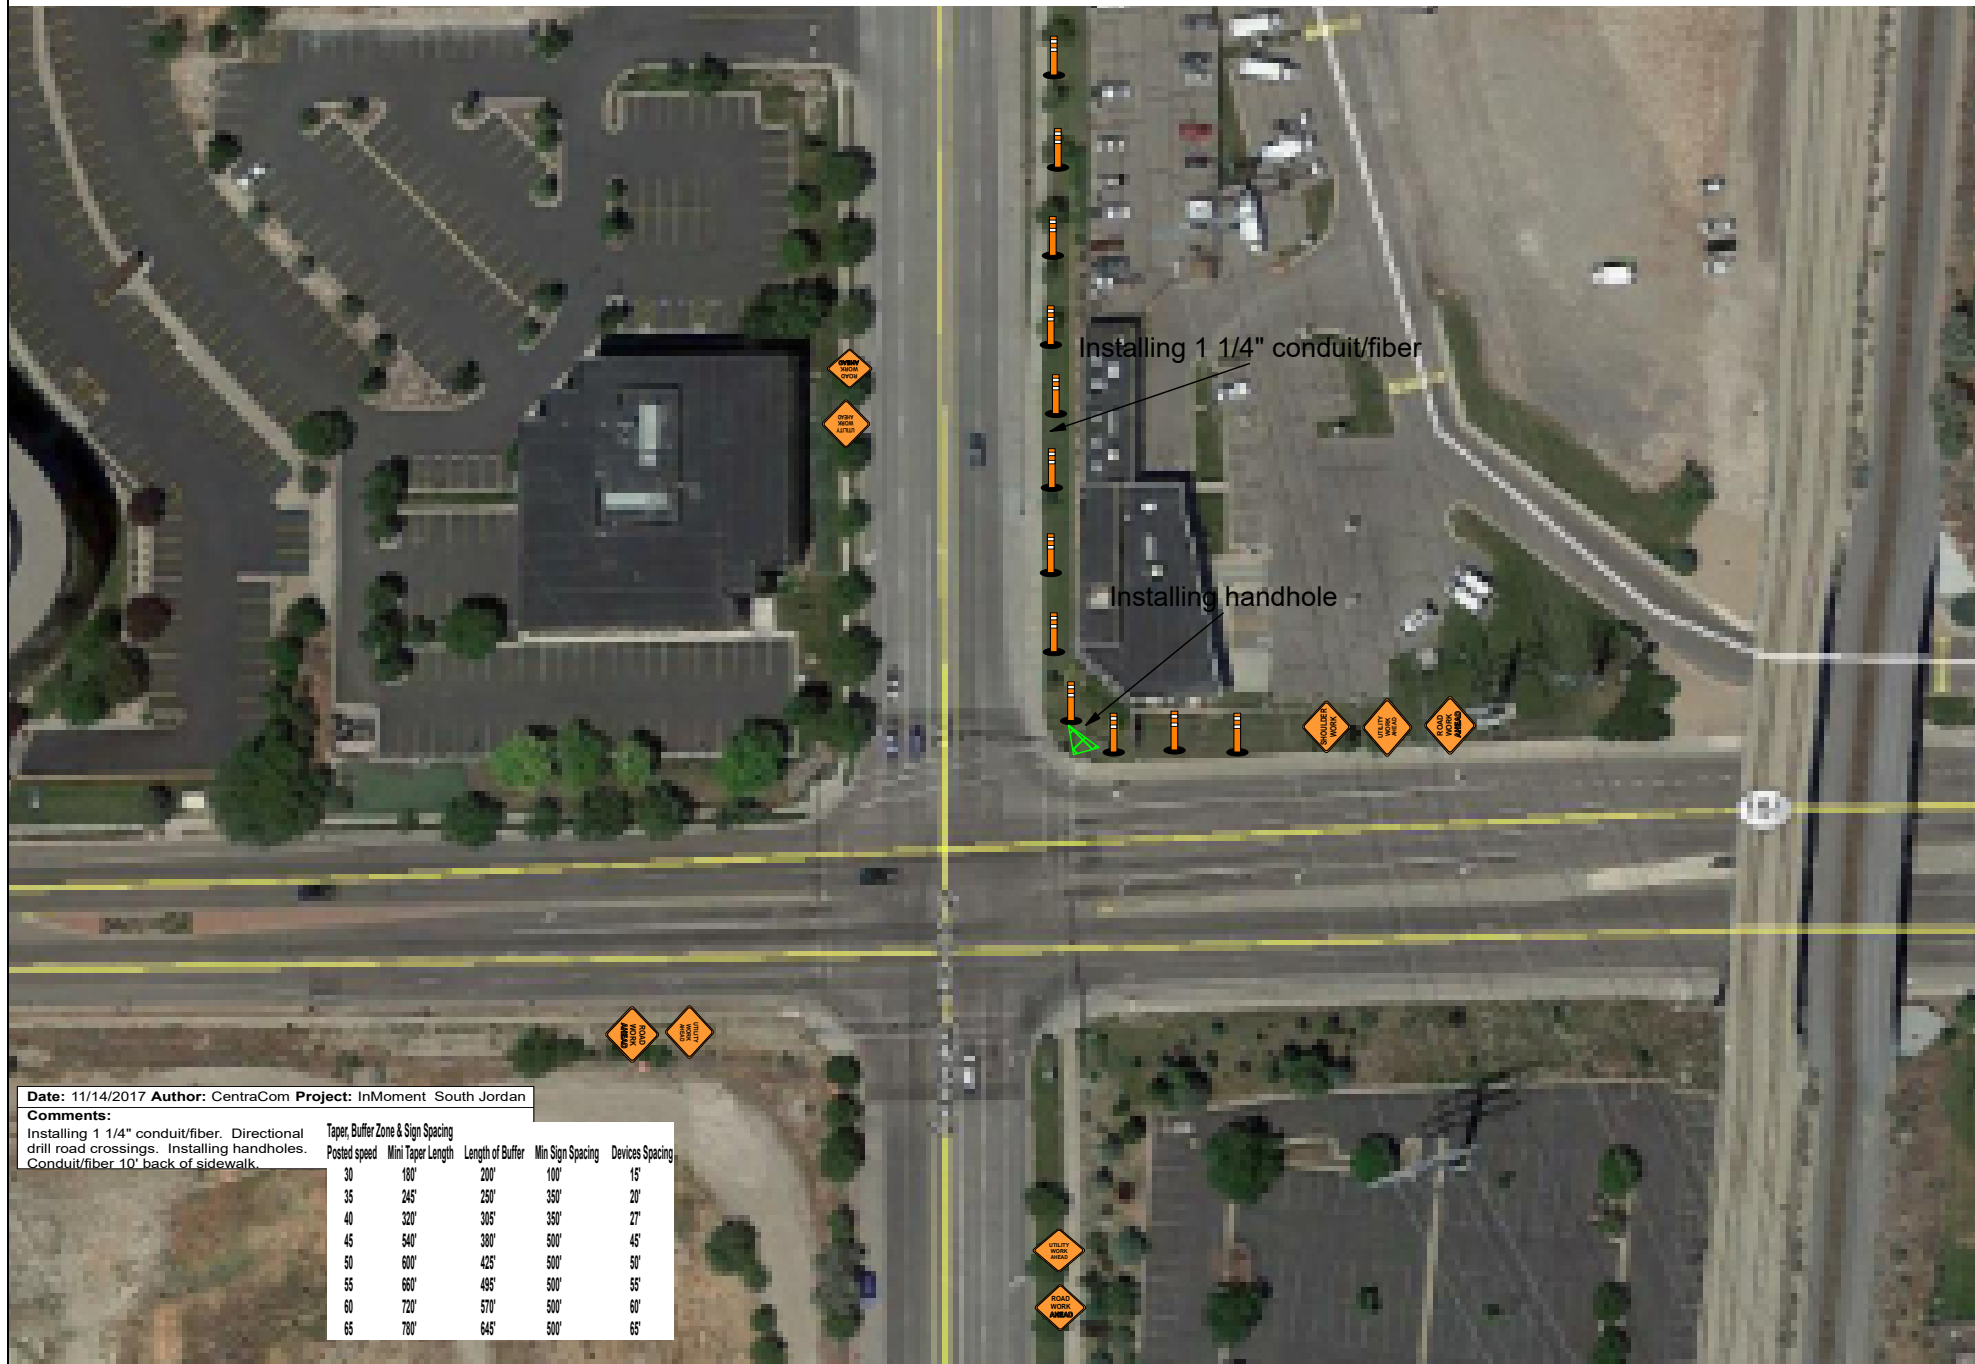 ROAD
WORK
AHEAD
UTILITY
WORK
AHEAD
Installing 1 1/4" conduit/fiber
Installing handhole
SHOULDER
WORK
UTILITY
WORK
AHEAD
ROAD
WORK
AHEAD
ROAD
WORK
AHEAD
UTILITY
WORK
AHEAD
Date: 11/14/2017 Author: CentraCom Project: InMoment South Jordan
Comments:
Installing 1 1/4" conduit/fiber. Directional
drill road crossings. Installing handholes.
Conduit/fiber 10' back of sidewalk.
Taper, Buffer Zone & Sign Spacing
Posted speed Mini Taper Length Length of Buffer Min Sign Spacing Devices Spacing
30 180' 200' 100' 15'
35 245' 250' 350' 20'
40 320' 305' 350' 27'
45 540' 380' 500' 45'
50 600' 425' 500' 50'
55 660' 495' 500' 55'
60 720' 570' 500' 60'
65 780' 645' 500' 65'
UTILITY
WORK
AHEAD
ROAD
WORK
AHEAD